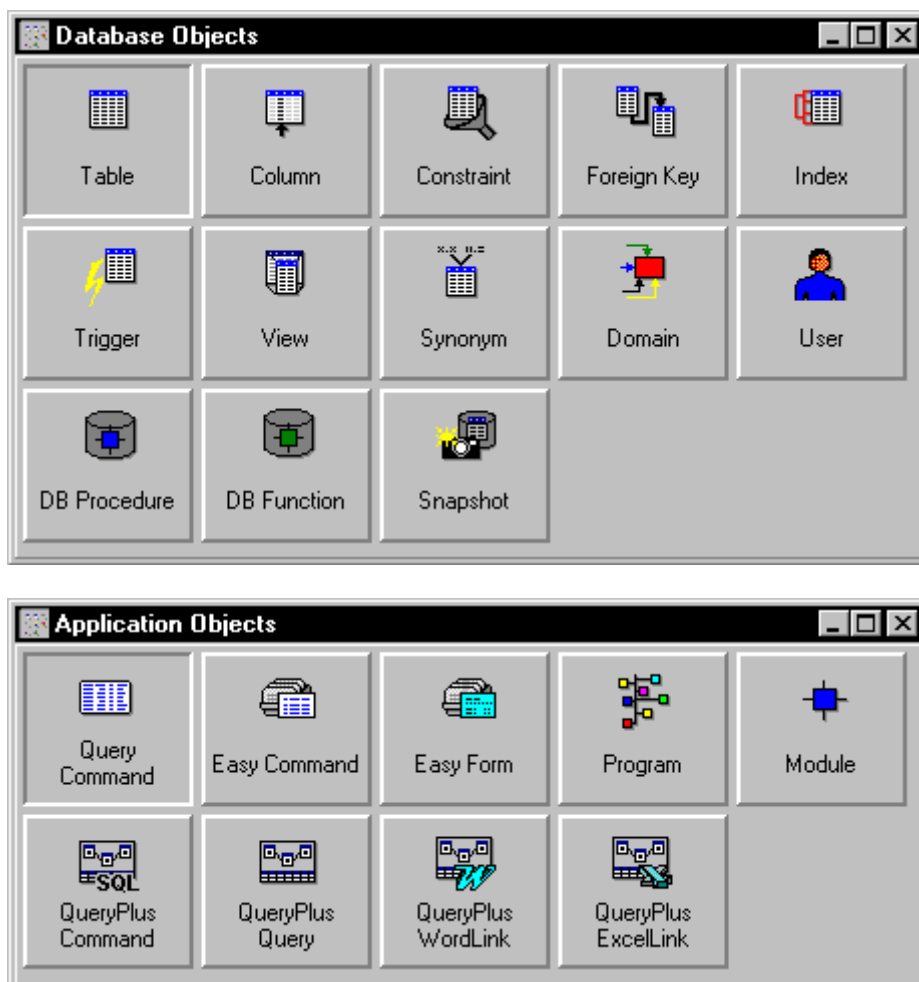 Database Objects
Table
Column
Constraint
Foreign Key
Index
x.x n.=
Trigger
View
Synonym
Domain
User
DB Procedure
DB Function
Snapshot
Application Objects
Query
Command
Easy Command
Easy Form
Program
Module
SQL
QueryPlus
Command
QueryPlus
Query
QueryPlus
WordLink
QueryPlus
ExcelLink